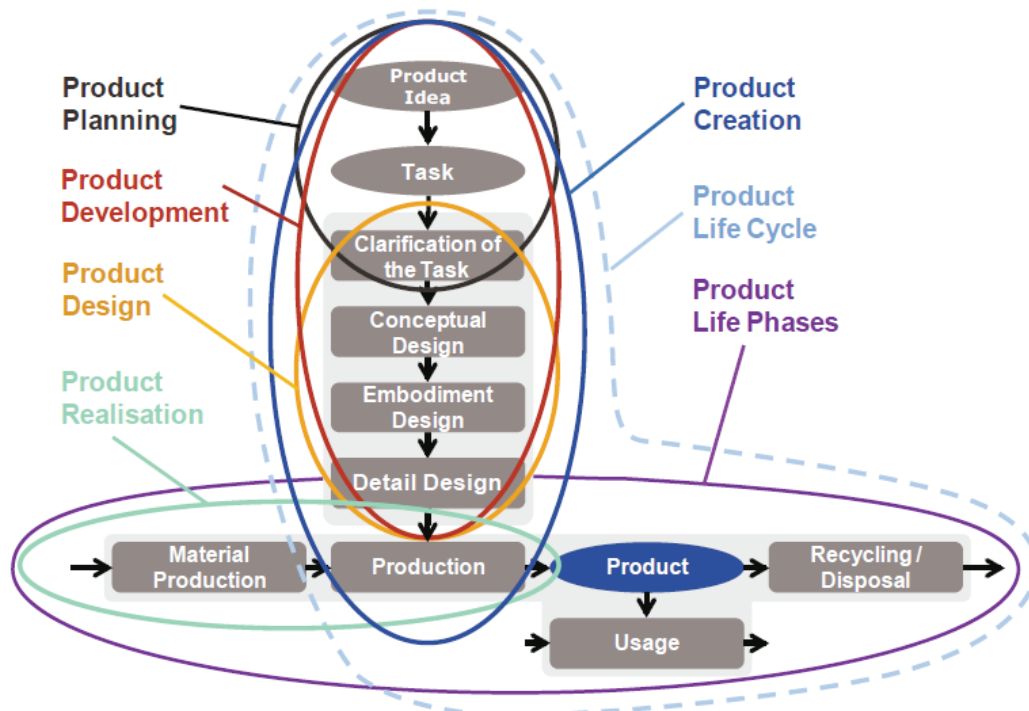 Product
Planning
Product
Development
Product
Design
Product
Realisation
Product
Idea
Task
Clarification of
the Task
Conceptual
Design
Embodiment
Design
Detail Design
Product
Creation
Product
Life Cycle
Product
Life Phases
Material
Production
Production
Product
Recycling /
Disposal
Usage